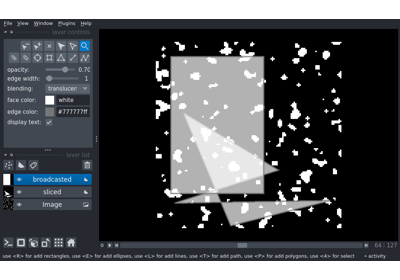 File View Window Plugins Help
layer controls
opacity: 0.70
edge width: 1
blending: translucent
face color: white
edge color: #777777ff
display text:
layer list
broadcasted
sliced
Image
0 64 127
use <R> for add rectangles, use <E> for add ellipses, use <L> for add lines, use <T> for add path, use <P> for add polygons, use <4> for select
activity